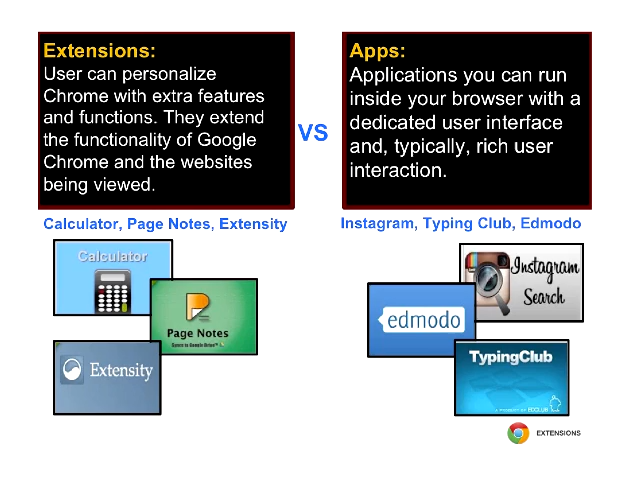 Extensions:
User can personalize
Chrome with extra features
and functions. They extend
the functionality of Google
Chrome and the websites
being viewed.
VS
Apps:
Applications you can run
inside your browser with a
dedicated user interface
and, typically, rich user
interaction.
Calculator, Page Notes, Extensity
Instagram, Typing Club, Edmodo
Calculator
Page Notes
Extensity
Instagram
Search
edmodo
TypingClub
EXTENSIONS